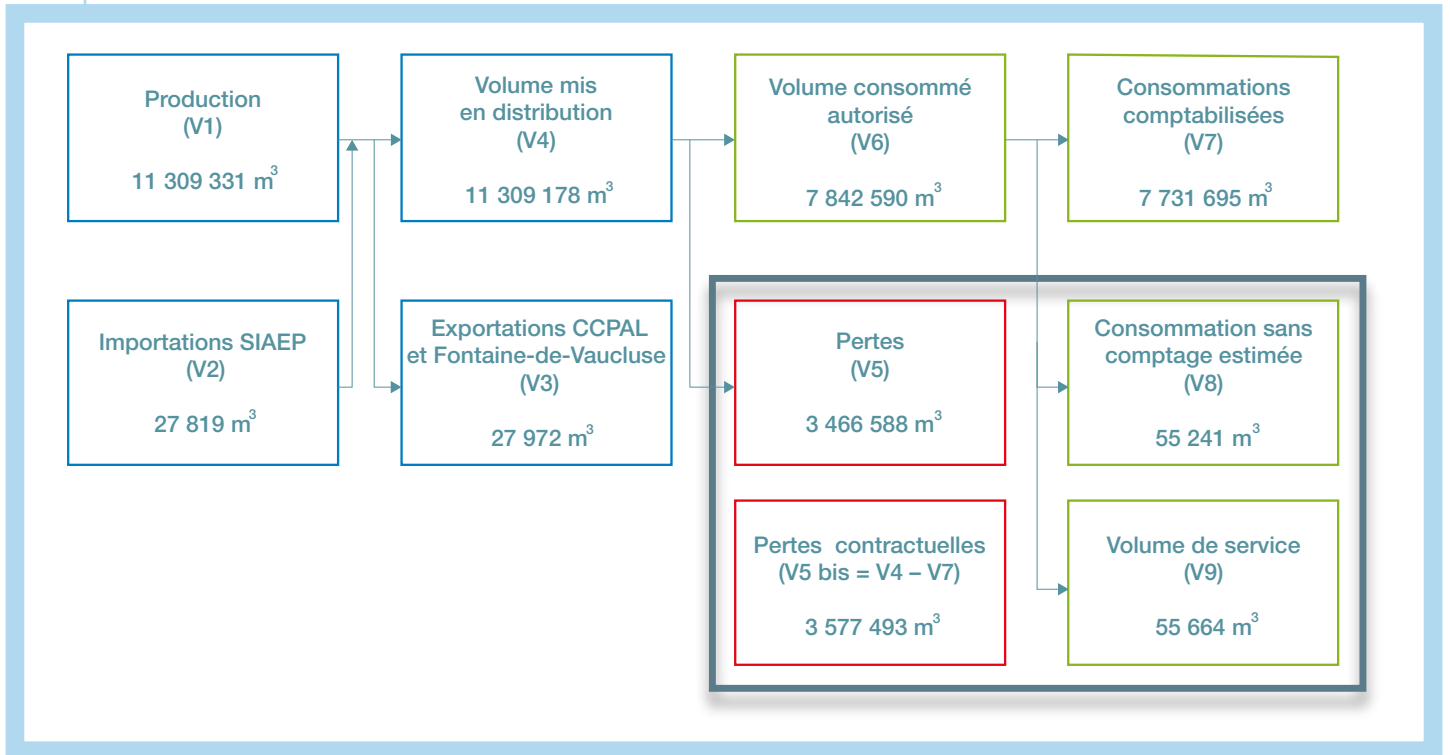 Production
(V1)
11 309 331 m³
Volume mis
en distribution
(V4)
11 309 178 m³
Volume consommé
autorisé
(V6)
7 842 590 m³
Consommations
comptabilisées
(V7)
7 731 695 m³
Importations SIAEP
(V2)
27 819 m³
Exportations CCPAL
et Fontaine-de-Vaucluse
(V3)
27 972 m³
Pertes
(V5)
3 466 588 m³
Consommation sans
comptage estimée
(V8)
55 241 m³
Pertes contractuelles
(V5 bis = V4 – V7)
3 577 493 m³
Volume de service
(V9)
55 664 m³